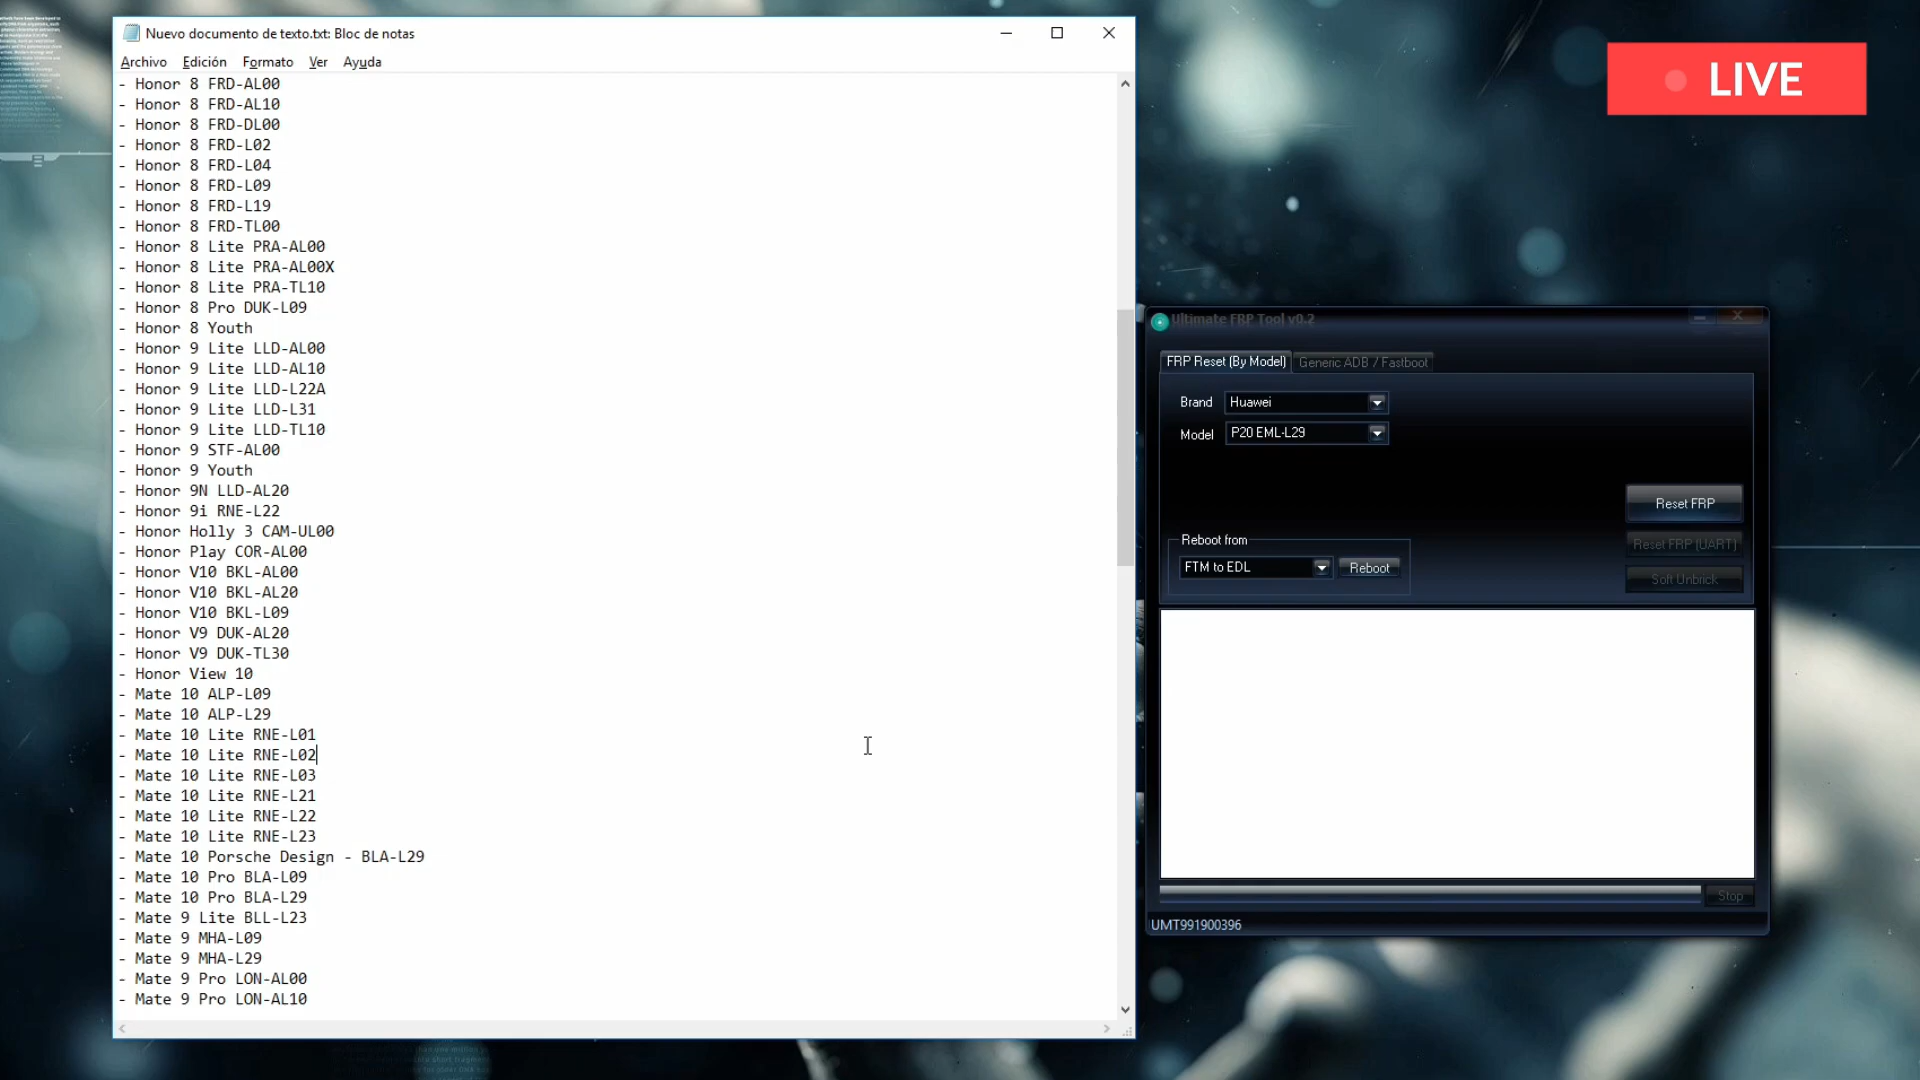 Nuevo documento de texto.txt: Bloc de notas
Archivo Edición Formato Ver Ayuda
- Honor 8 FRD-AL00
- Honor 8 FRD-AL10
- Honor 8 FRD-DL00
- Honor 8 FRD-L02
- Honor 8 FRD-L04
- Honor 8 FRD-L09
- Honor 8 FRD-L19
- Honor 8 FRD-TL00
- Honor 8 Lite PRA-AL00
- Honor 8 Lite PRA-AL00X
- Honor 8 Lite PRA-TL10
- Honor 8 Pro DUK-L09
- Honor 8 Youth
- Honor 9 Lite LLD-AL00
- Honor 9 Lite LLD-AL10
- Honor 9 Lite LLD-L22A
- Honor 9 Lite LLD-L31
- Honor 9 Lite LLD-TL10
- Honor 9 STF-AL00
- Honor 9 Youth
- Honor 9N LLD-AL20
- Honor 9i RNE-L22
- Honor Holly 3 CAM-UL00
- Honor Play COR-AL00
- Honor V10 BKL-AL00
- Honor V10 BKL-AL20
- Honor V10 BKL-L09
- Honor V9 DUK-AL20
- Honor V9 DUK-TL30
- Honor View 10
- Mate 10 ALP-L09
- Mate 10 ALP-L29
- Mate 10 Lite RNE-L01
- Mate 10 Lite RNE-L02
- Mate 10 Lite RNE-L03
- Mate 10 Lite RNE-L21
- Mate 10 Lite RNE-L22
- Mate 10 Lite RNE-L23
- Mate 10 Porsche Design - BLA-L29
- Mate 10 Pro BLA-L09
- Mate 10 Pro BLA-L29
- Mate 9 Lite BLL-L23
- Mate 9 MHA-L09
- Mate 9 MHA-L29
- Mate 9 Pro LON-AL00
- Mate 9 Pro LON-AL10
LIVE
Ultimate FRP Tool v0.2
FRP Reset (By Model) Generic ADB / Fastboot
Brand Huawei
Model P20 EML-L29
Reset FRP
Reboot from
Reset FRP (UART)
FTM to EDL Reboot
Soft Unbrick
Stop
UMT991900396